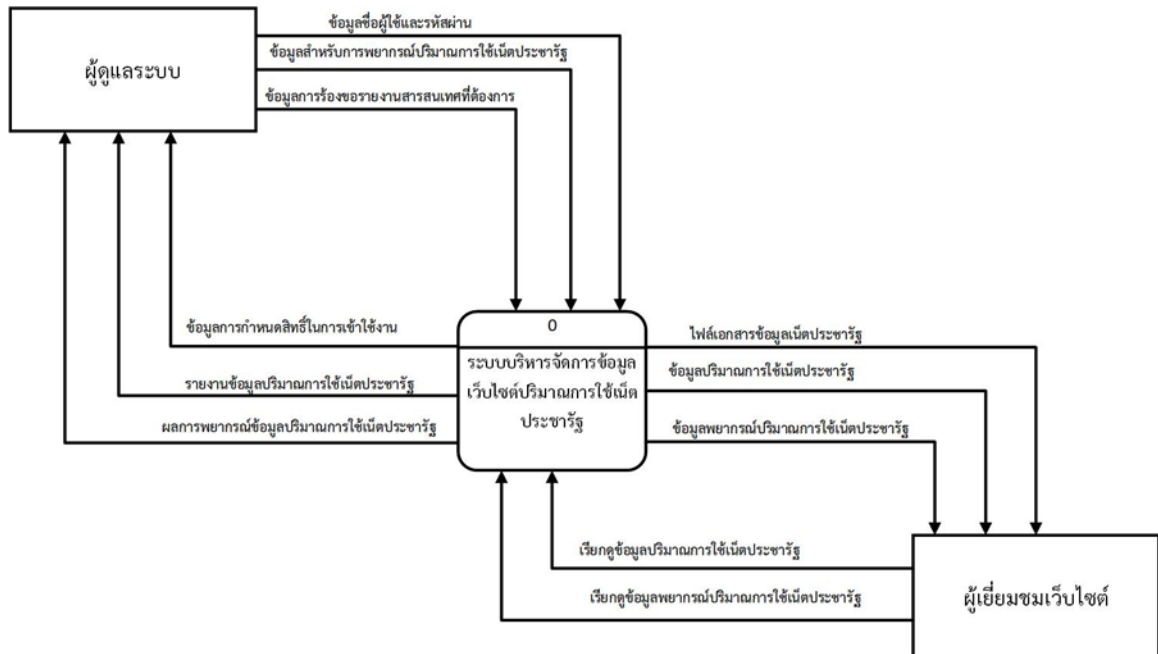 ข้อมูลชื่อผู้ใช้และรหัสผ่าน
ข้อมูลสำหรับการพยากรณ์ปริมาณการใช้เน็ตประชารัฐ
ผู้ดูแลระบบ
ข้อมูลการร้องขอรายงานสารสนเทศที่ต้องการ
0
ข้อมูลการกำหนดสิทธิ์ในการเข้าใช้งาน
ไฟล์เอกสารข้อมูลเน็ตประชารัฐ
ระบบบริหารจัดการข้อมูล
เว็บไซต์ปริมาณการใช้เน็ต
ประชารัฐ
ข้อมูลปริมาณการใช้เน็ตประชารัฐ
รายงานข้อมูลปริมาณการใช้เน็ตประชารัฐ
ผลการพยากรณ์ข้อมูลปริมาณการใช้เน็ตประชารัฐ
ข้อมูลพยากรณ์ปริมาณการใช้เน็ตประชารัฐ
เรียกดูข้อมูลปริมาณการใช้เน็ตประชารัฐ
เรียกดูข้อมูลพยากรณ์ปริมาณการใช้เน็ตประชารัฐ
ผู้เยี่ยมชมเว็บไซต์